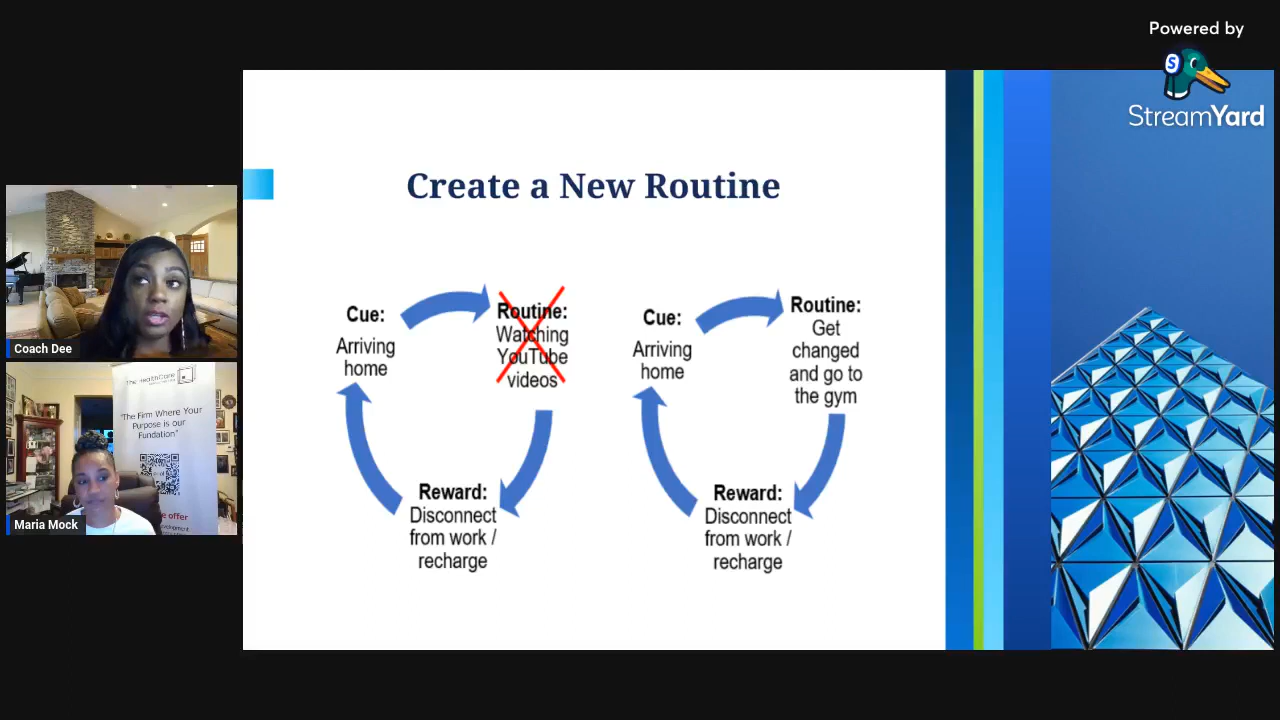 Powered by
StreamYard
Create a New Routine
Cue:
Arriving
home
Routine:
Watching
YouTube
videos
Reward:
Disconnect
from work /
recharge
Cue:
Arriving
home
Routine:
Get
changed
and go to
the gym
Reward:
Disconnect
from work /
recharge
Coach Dee
The HealthCare
"The Firm Where Your
Purpose is our
Fundation"
offer
Maria Mock